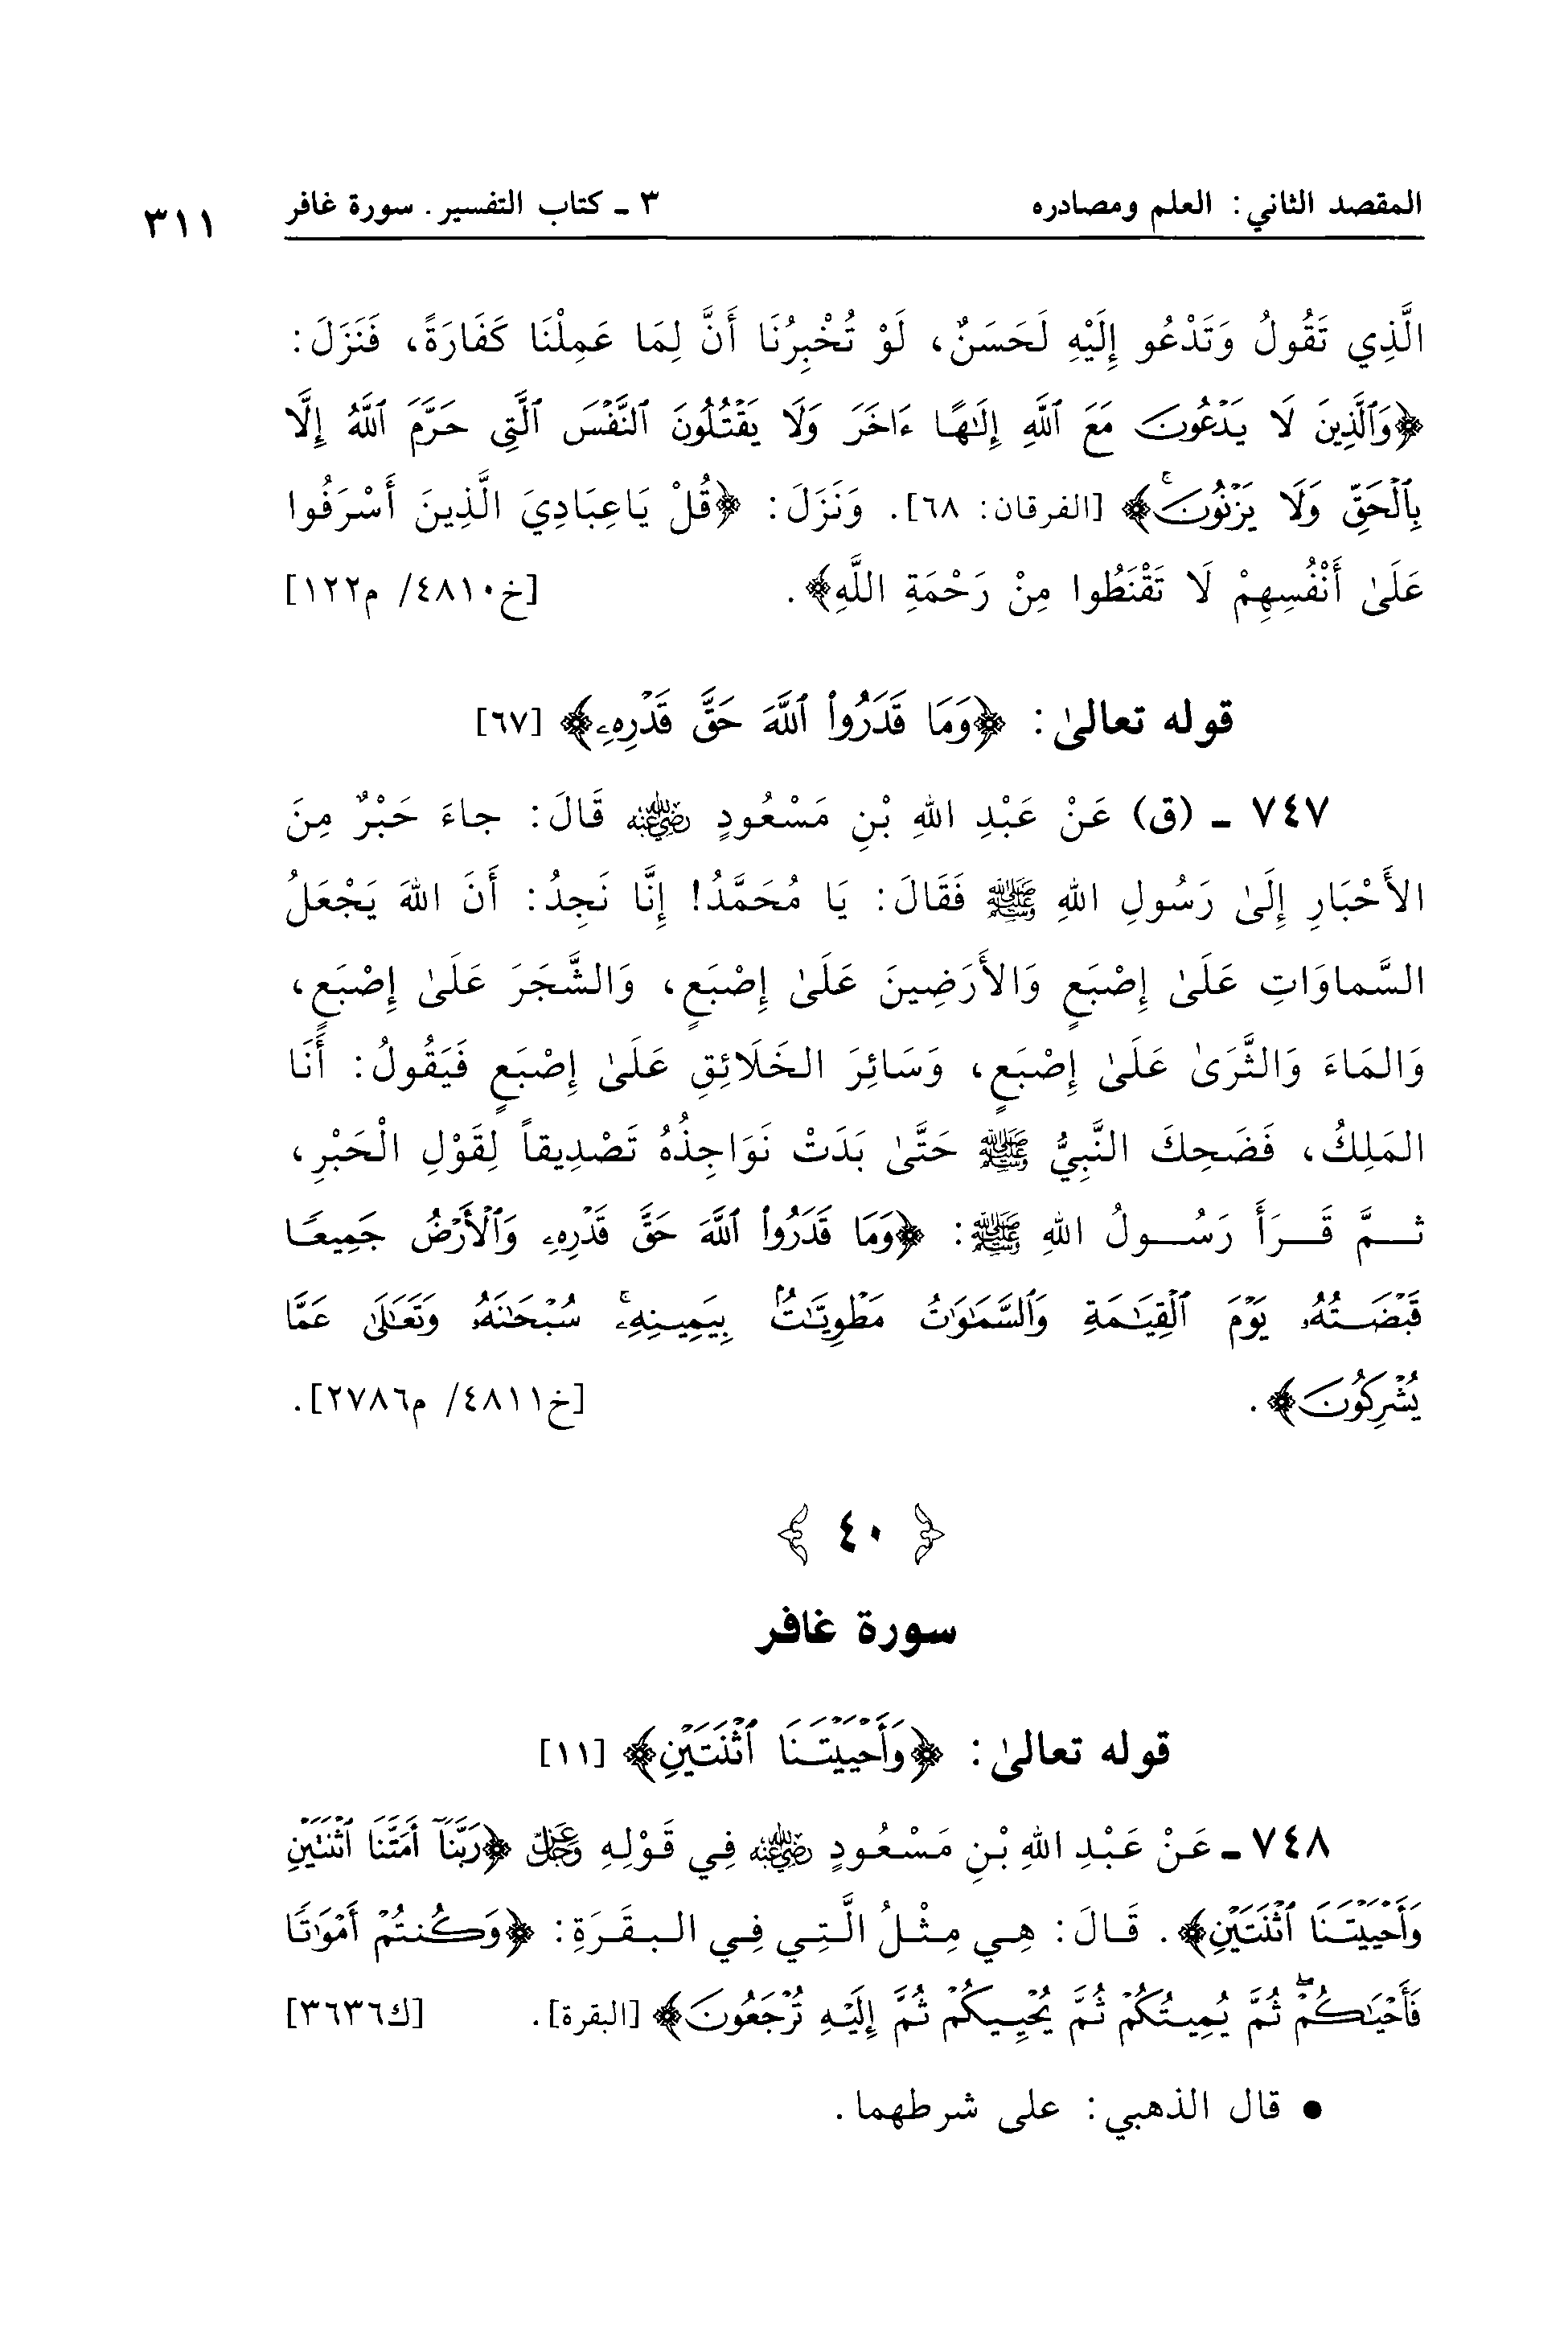 المقصد الثاني: العلم ومصادره ٣ ـ كتاب التفسير. سورة غافر ٣١١
الَّذِي تَقُولُ وَتَدْعُو إِلَيْهِ لَحَسَنٌ، لَوْ تُخْبِرُنَا أَنَّ لِمَا عَمِلْنَا كَفَارَةً، فَنَزَلَ:
﴿وَٱلَّذِينَ لَا يَدْعُونَ مَعَ ٱللَّهِ إِلَٰهًا ءَاخَرَ وَلَا يَقْتُلُونَ ٱلنَّفْسَ ٱلَّتِي حَرَّمَ ٱللَّهُ إِلَّا
بِٱلْحَقِّ وَلَا يَزْنُونَۚ﴾ [الفرقان: ٦٨]. وَنَزَلَ: ﴿قُلْ يَاعِبَادِيَ الَّذِينَ أَسْرَفُوا
عَلَىٰ أَنْفُسِهِمْ لَا تَقْنَطُوا مِنْ رَحْمَةِ اللَّهِ﴾. [خ٤٨١٠/ م١٢٢]
قوله تعالىٰ: ﴿وَمَا قَدَرُوا۟ ٱللَّهَ حَقَّ قَدْرِهِۦ﴾ [٦٧]
٧٤٧ ـ (ق) عَنْ عَبْدِ اللهِ بْنِ مَسْعُودٍ رضي الله عنه قَالَ: جاءَ حَبْرٌ مِنَ
الأَحْبَارِ إِلَىٰ رَسُولِ اللهِ ﷺ فَقَالَ: يَا مُحَمَّدُ! إِنَّا نَجِدُ: أَنَ اللهَ يَجْعَلُ
السَّماوَاتِ عَلَىٰ إِصْبَعٍ وَالأَرَضِينَ عَلَىٰ إِصْبَعٍ، وَالشَّجَرَ عَلَىٰ إِصْبَعٍ،
وَالمَاءَ وَالثَّرَىٰ عَلَىٰ إِصْبَعٍ، وَسَائِرَ الخَلَائِقِ عَلَىٰ إِصْبَعٍ فَيَقُولُ: أَنَا
المَلِكُ، فَضَحِكَ النَّبِيُّ ﷺ حَتَّىٰ بَدَتْ نَوَاجِذُهُ تَصْدِيقاً لِقَوْلِ الْحَبْرِ،
ثمَّ قَرَأَ رَسُولُ اللهِ ﷺ: ﴿وَمَا قَدَرُوا۟ ٱللَّهَ حَقَّ قَدْرِهِۦ وَٱلْأَرْضُ جَمِيعًا
قَبْضَتُهُۥ يَوْمَ ٱلْقِيَٰمَةِ وَٱلسَّمَٰوَٰتُ مَطْوِيَّٰتٌۢ بِيَمِينِهِۦۚ سُبْحَٰنَهُۥ وَتَعَٰلَىٰ عَمَّا
يُشْرِكُونَ﴾. [خ٤٨١١/ م٢٧٨٦].
﴿ ٤٠ ﴾
سورة غافر
قوله تعالىٰ: ﴿وَأَحْيَيْتَنَا ٱثْنَتَيْنِ﴾ [١١]
٧٤٨ ـ عَنْ عَبْدِ اللهِ بْنِ مَسْعُودٍ رضي الله عنه فِي قَوْلِهِ عز وجل ﴿رَبَّنَآ أَمَتَّنَا ٱثْنَتَيْنِ
وَأَحْيَيْتَنَا ٱثْنَتَيْنِ﴾. قَالَ: هِي مِثْلُ الَّتِي فِي البقَرَةِ: ﴿وَكُنتُمْ أَمْوَٰتًا
فَأَحْيَٰكُمْۖ ثُمَّ يُمِيتُكُمْ ثُمَّ يُحْيِيكُمْ ثُمَّ إِلَيْهِ تُرْجَعُونَ﴾ [البقرة]. [ك٣٦٣٦]
• قال الذهبي: على شرطهما.